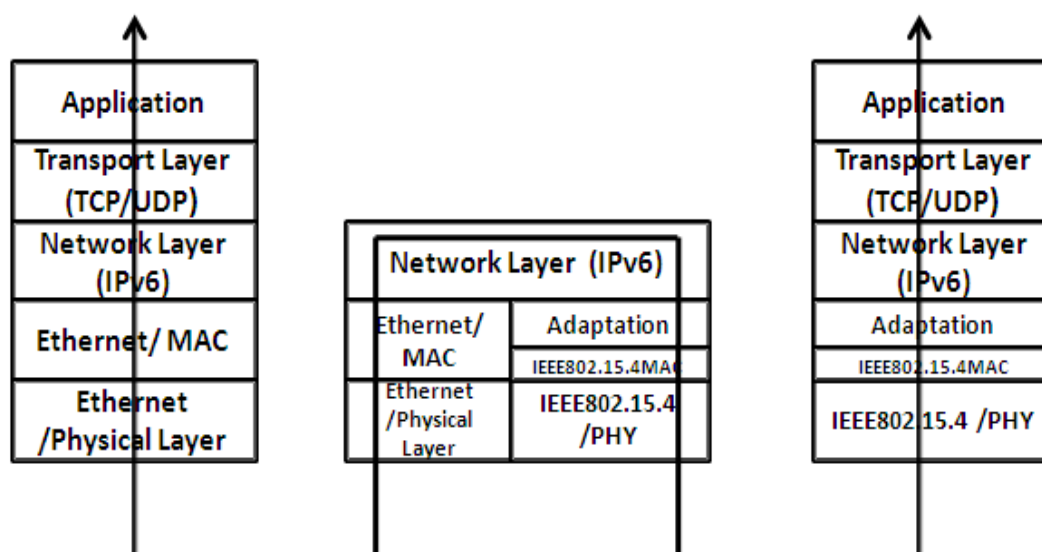 Application
Transport Layer
(TCP/UDP)
Network Layer
(IPv6)
Ethernet/ MAC
Ethernet
/Physical Layer
Network Layer (IPv6)
Ethernet/
MAC
Adaptation
IEEE802.15.4MAC
Ethernet
/Physical
Layer
IEEE802.15.4
/PHY
Application
Transport Layer
(TCP/UDP)
Network Layer
(IPv6)
Adaptation
IEEE802.15.4MAC
IEEE802.15.4 /PHY